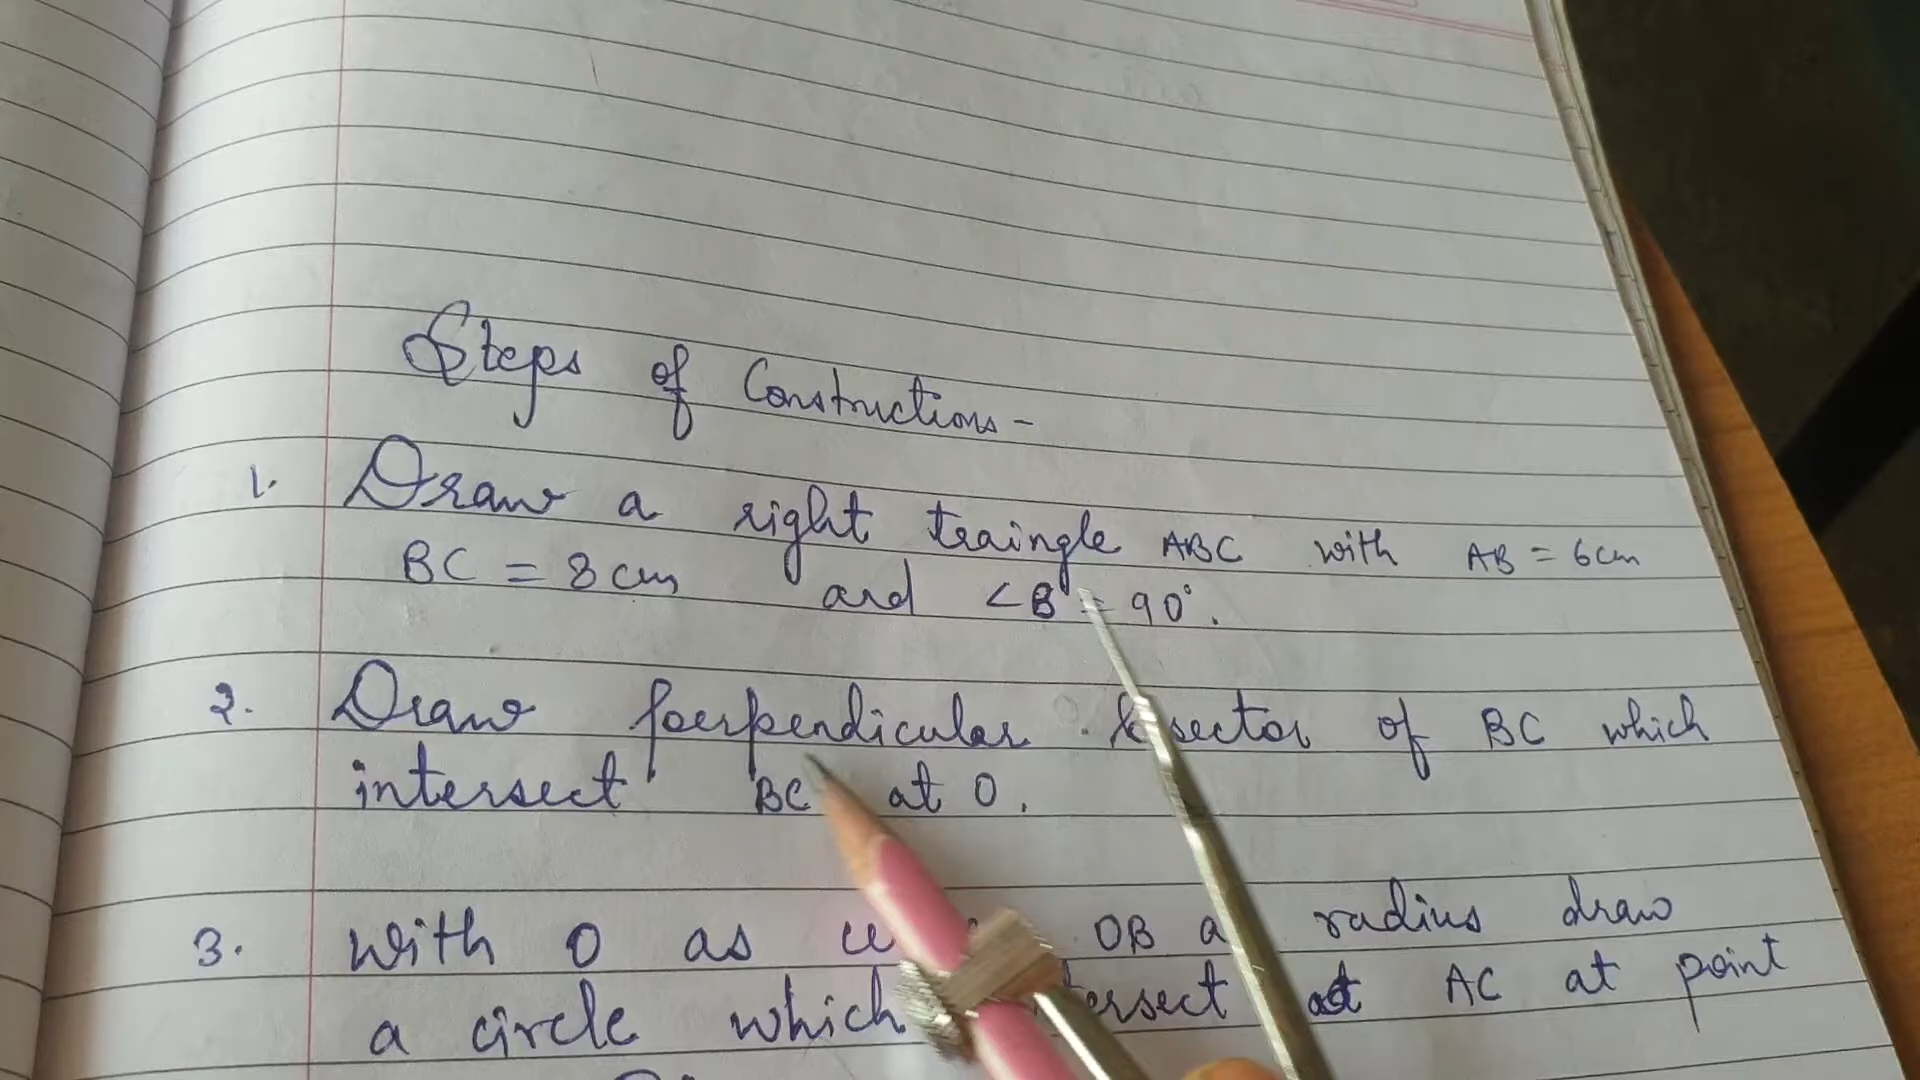 Steps of Constructions-
1. Draw a right traingle ABC with AB = 6cm
BC = 8cm and ∠B = 90°.
2. Draw perpendicular bisector of BC which
intersect BC at O.
3. With O as OB radius draw
a circle which AC at point